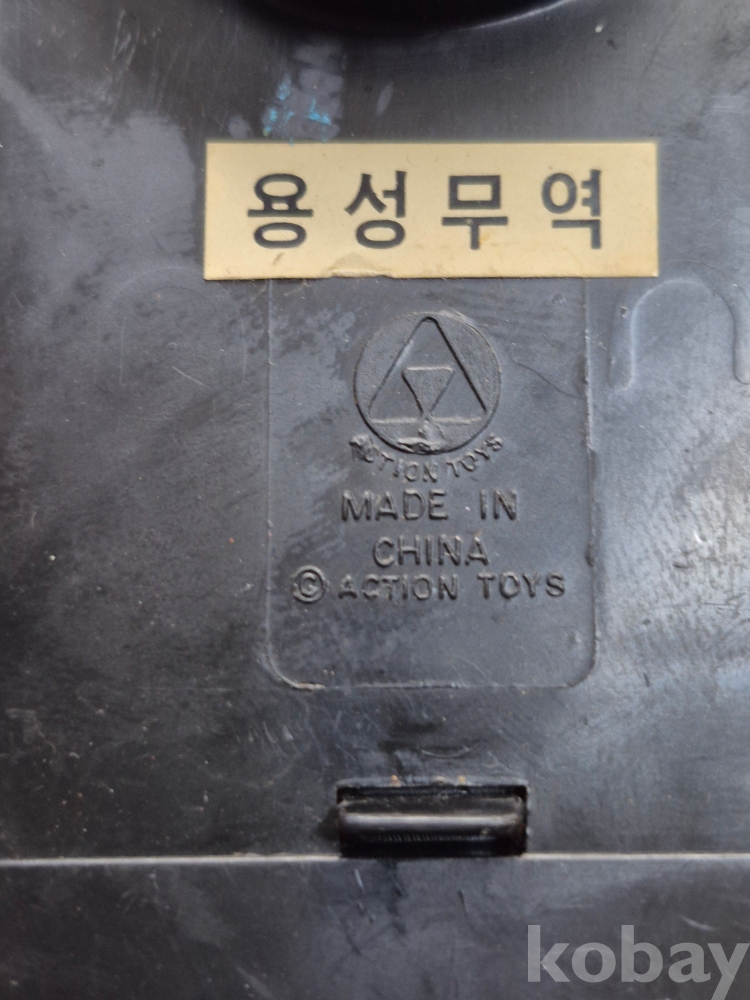 용성무역
ACTION TOYS
MADE IN
CHINA
© ACTION TOYS
kobay